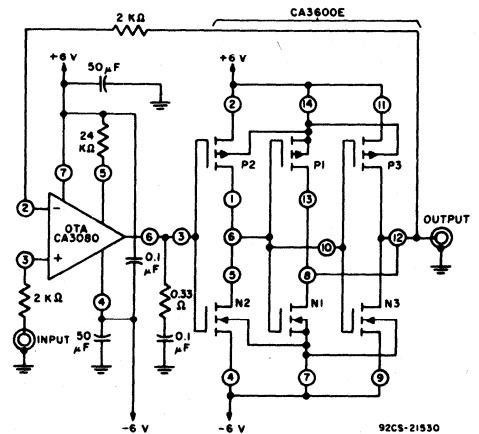 CA3600E
2 KΩ
+6 V
50 μF
+6 V
2
14
11
24 KΩ
P2
P1
P3
7
5
1
13
2
OTA
CA3080
6
3
6
10
12
OUTPUT
3
0.1 μF
5
8
4
0.33 Ω
N2
N1
N3
2 KΩ
INPUT
50 μF
0.1 μF
4
7
9
-6 V
-6 V
92CS-21530